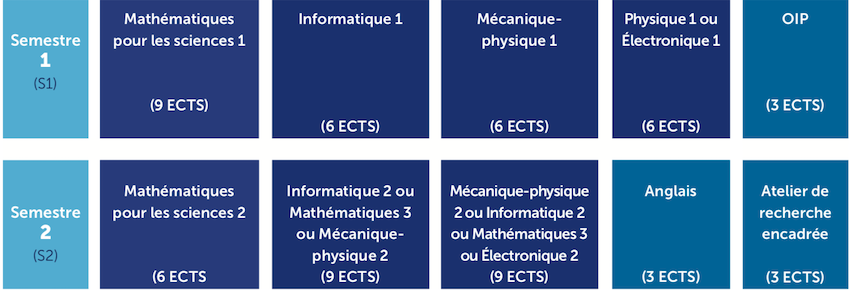 Semestre
1
(S1)
Mathématiques
pour les sciences 1
(9 ECTS)
Informatique 1
(6 ECTS)
Mécanique-
physique 1
(6 ECTS)
Physique 1 ou
Électronique 1
(6 ECTS)
OIP
(3 ECTS)
Semestre
2
(S2)
Mathématiques
pour les sciences 2
(6 ECTS
Informatique 2 ou
Mathématiques 3
ou Mécanique-
physique 2
(9 ECTS)
Mécanique-physique
2 ou Informatique 2
ou Mathématiques 3
ou Électronique 2
(9 ECTS)
Anglais
(3 ECTS)
Atelier de
recherche
encadrée
(3 ECTS)